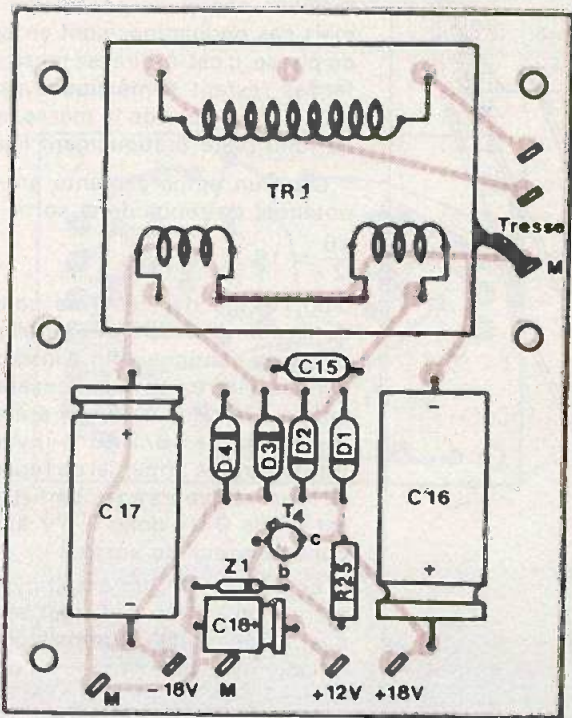 TR1
Tresse
M
C15
D4 D3 D2 D1
- -
+
C17 C16
T4
e c
b
Z1 R25
+
C18+
-
M -18V M +12V +18V